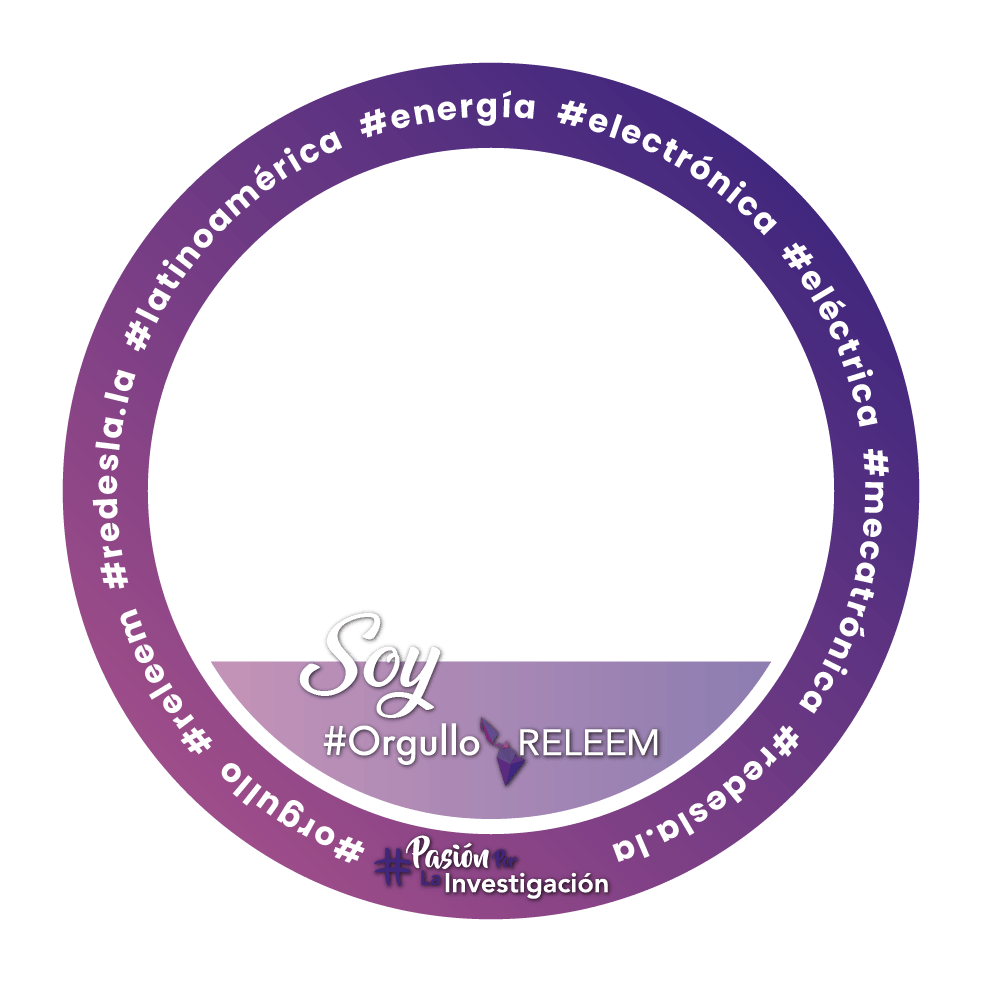 #orgullo #releem #redesla.la #latinoamérica #energía #electrónica #eléctrica #mecatrónica #redesla.la
Soy
#Orgullo RELEEM
#Pasión Por
La Investigación